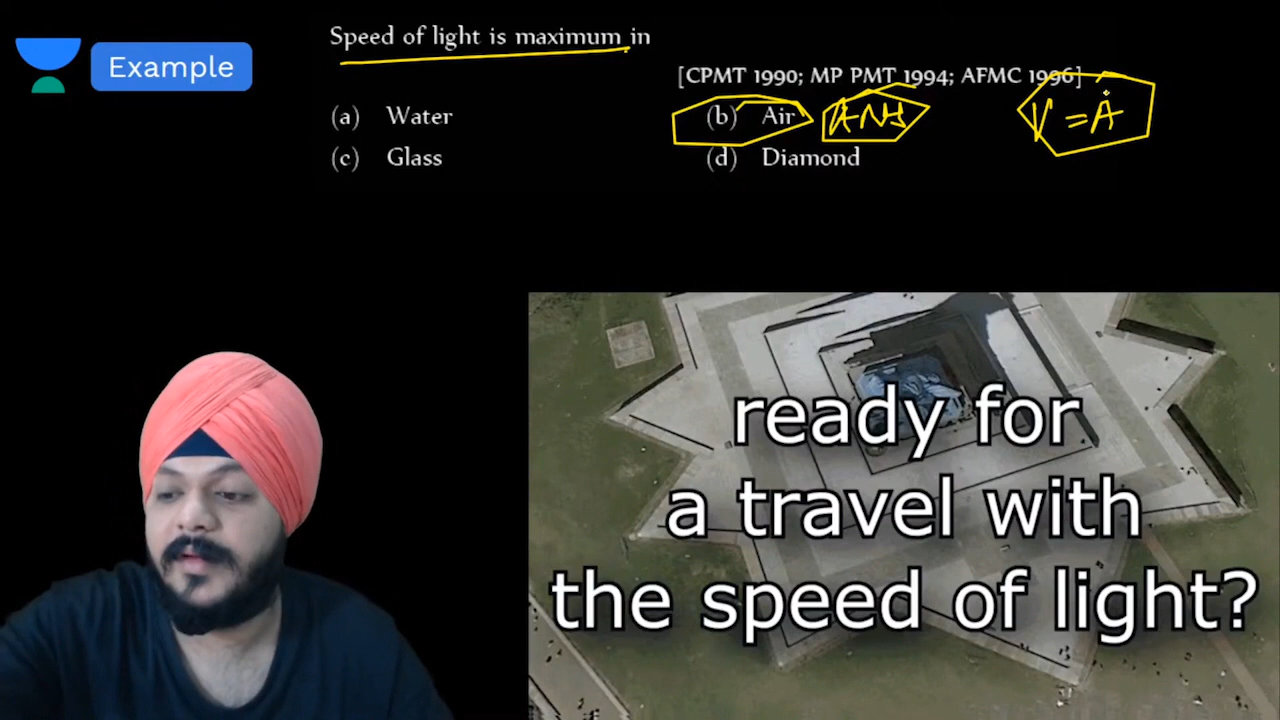 Example
Speed of light is maximum in
[CPMT 1990; MP PMT 1994; AFMC 1996]
(a) Water
(b) Air
ANS
V = A
(c) Glass
(d) Diamond
ready for
a travel with
the speed of light?